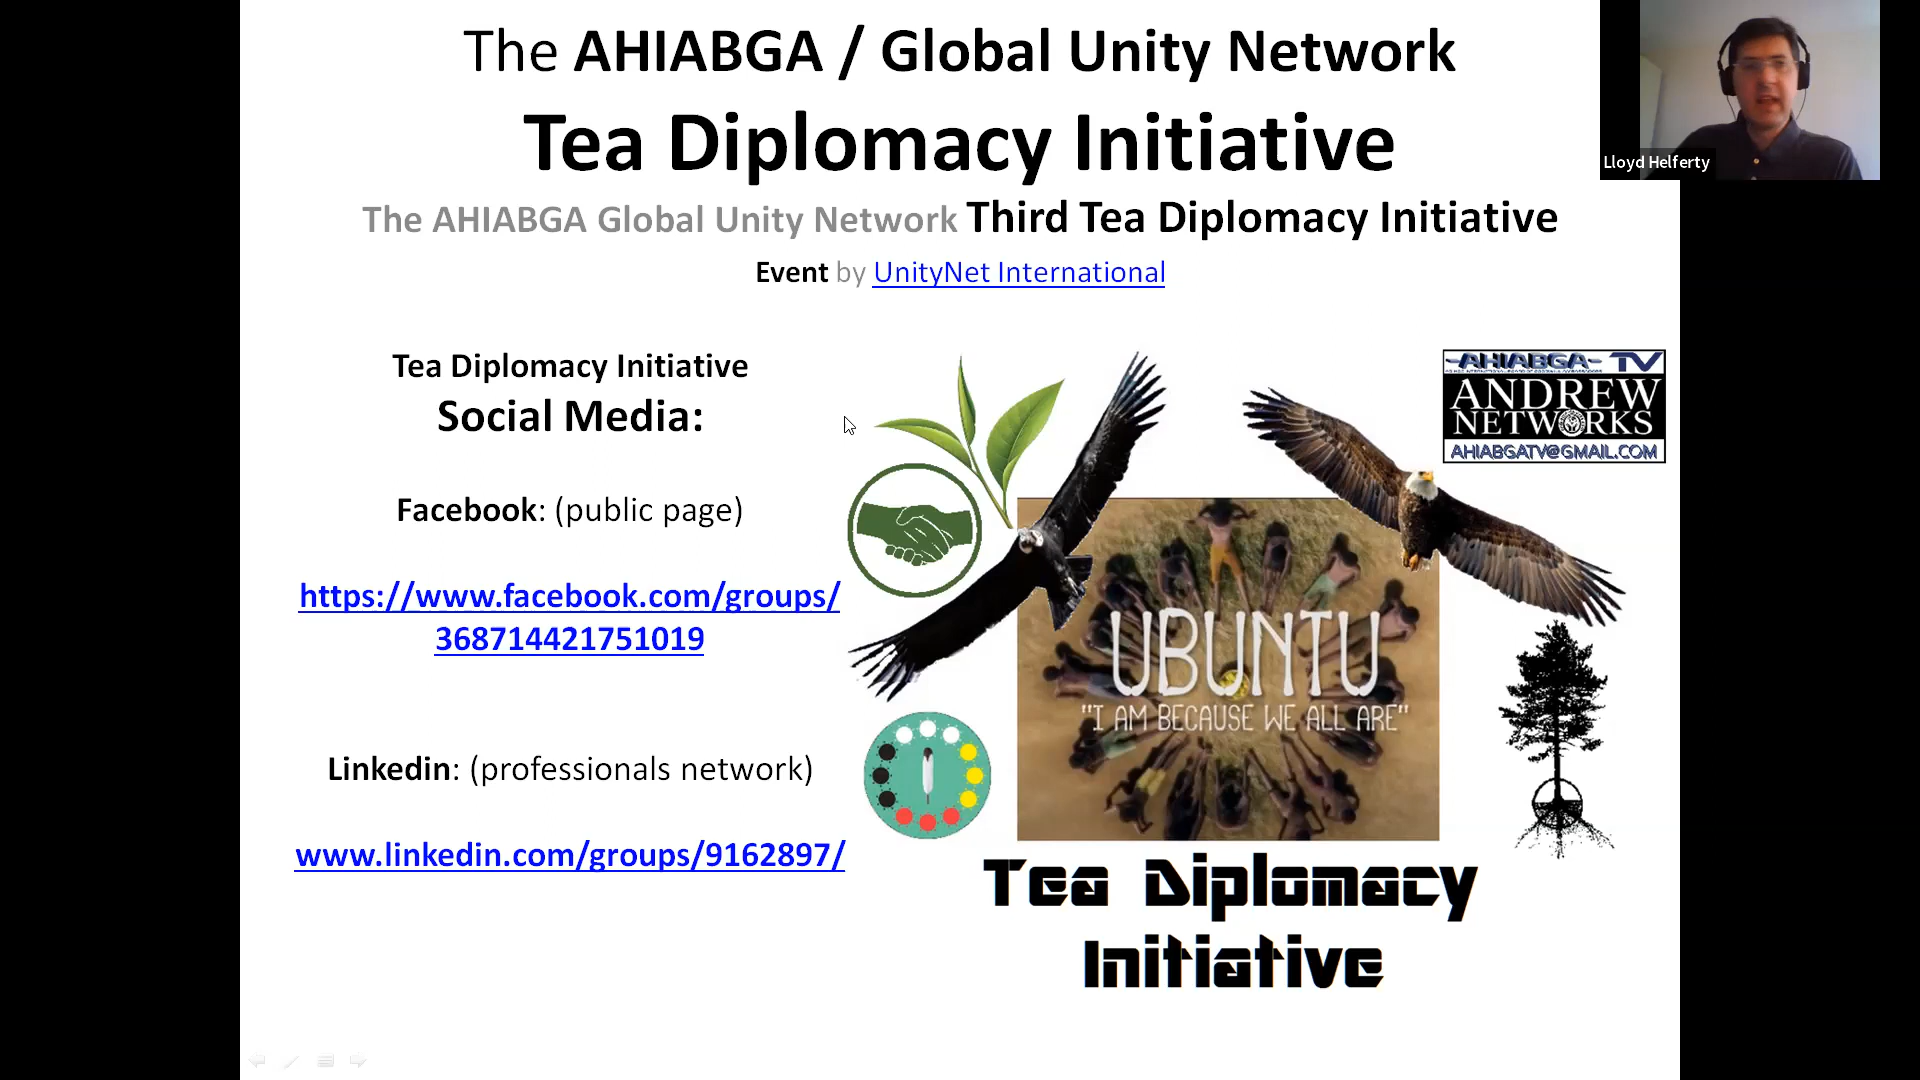 The AHIABGA / Global Unity Network
Tea Diplomacy Initiative
The AHIABGA Global Unity Network Third Tea Diplomacy Initiative
Event by UnityNet International
Lloyd Helferty
Tea Diplomacy Initiative
Social Media:
Facebook: (public page)
https://www.facebook.com/groups/
368714421751019
Linkedin: (professionals network)
www.linkedin.com/groups/9162897/
-AHIABGA- TV
ANDREW
NETWORKS
AHIABGATV@GMAIL.COM
UBUNTU
"I AM BECAUSE WE ALL ARE"
Tea Diplomacy
Initiative